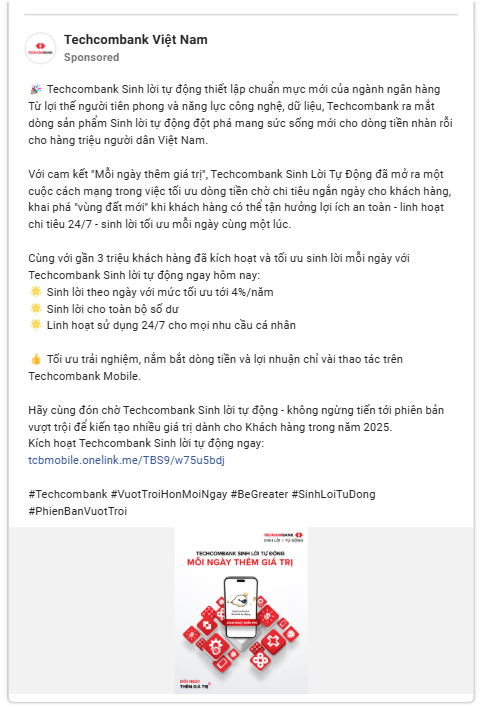 Techcombank Việt Nam
TECHCOMBANK
Sponsored
🎉 Techcombank Sinh lời tự động thiết lập chuẩn mực mới của ngành ngân hàng
Từ lợi thế người tiên phong và năng lực công nghệ, dữ liệu, Techcombank ra mắt
dòng sản phẩm Sinh lời tự động đột phá mang sức sống mới cho dòng tiền nhàn rỗi
cho hàng triệu người dân Việt Nam.
Với cam kết "Mỗi ngày thêm giá trị", Techcombank Sinh Lời Tự Động đã mở ra một
cuộc cách mạng trong việc tối ưu dòng tiền chờ chi tiêu ngắn ngày cho khách hàng,
khai phá "vùng đất mới" khi khách hàng có thể tận hưởng lợi ích an toàn - linh hoạt
chi tiêu 24/7 - sinh lời tối ưu mỗi ngày cùng một lúc.
Cùng với gần 3 triệu khách hàng đã kích hoạt và tối ưu sinh lời mỗi ngày với
Techcombank Sinh lời tự động ngay hôm nay:
🌟 Sinh lời theo ngày với mức tối ưu tới 4%/năm
🌟 Sinh lời cho toàn bộ số dư
🌟 Linh hoạt sử dụng 24/7 cho mọi nhu cầu cá nhân
👍 Tối ưu trải nghiệm, nắm bắt dòng tiền và lợi nhuận chỉ vài thao tác trên
Techcombank Mobile.
Hãy cùng đón chờ Techcombank Sinh lời tự động - không ngừng tiến tới phiên bản
vượt trội để kiến tạo nhiều giá trị dành cho Khách hàng trong năm 2025.
Kích hoạt Techcombank Sinh lời tự động ngay:
tcbmobile.onelink.me/TBS9/w75u5bdj
#Techcombank #VuotTroiHonMoiNgay #BeGreater #SinhLoiTuDong
#PhienBanVuotTroi
TECHCOMBANK
SINH LỜI TỰ ĐỘNG
TECHCOMBANK SINH LỜI TỰ ĐỘNG
MỖI NGÀY THÊM GIÁ TRỊ
MỖI NGÀY
THÊM GIÁ TRỊ